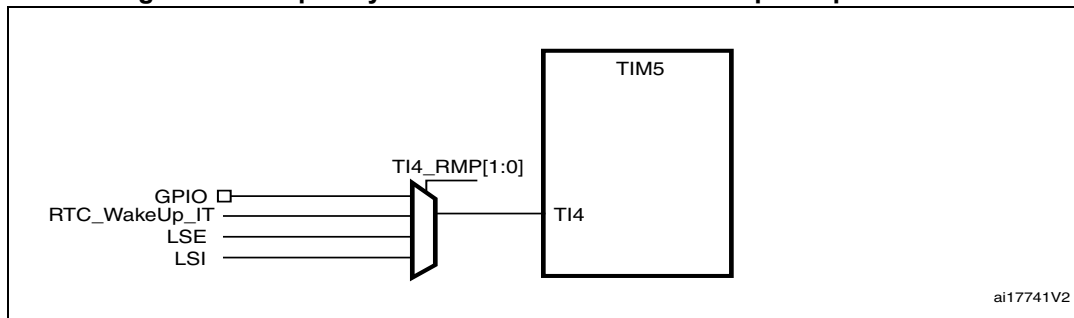 TIM5
TI4_RMP[1:0]
GPIO
RTC_WakeUp_IT
TI4
LSE
LSI
ai17741V2